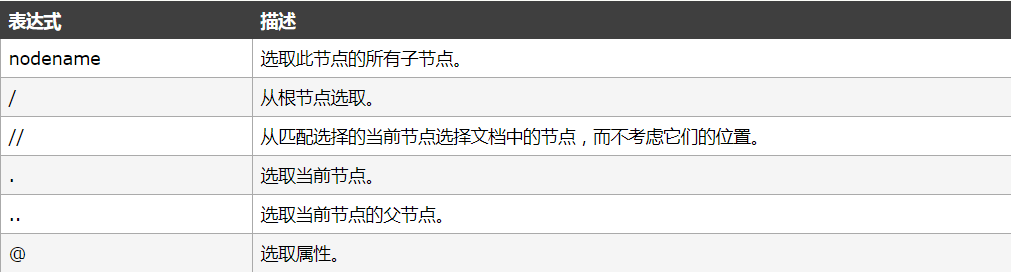 表达式 描述
nodename 选取此节点的所有子节点。
/ 从根节点选取。
// 从匹配选择的当前节点选择文档中的节点，而不考虑它们的位置。
. 选取当前节点。
.. 选取当前节点的父节点。
@ 选取属性。